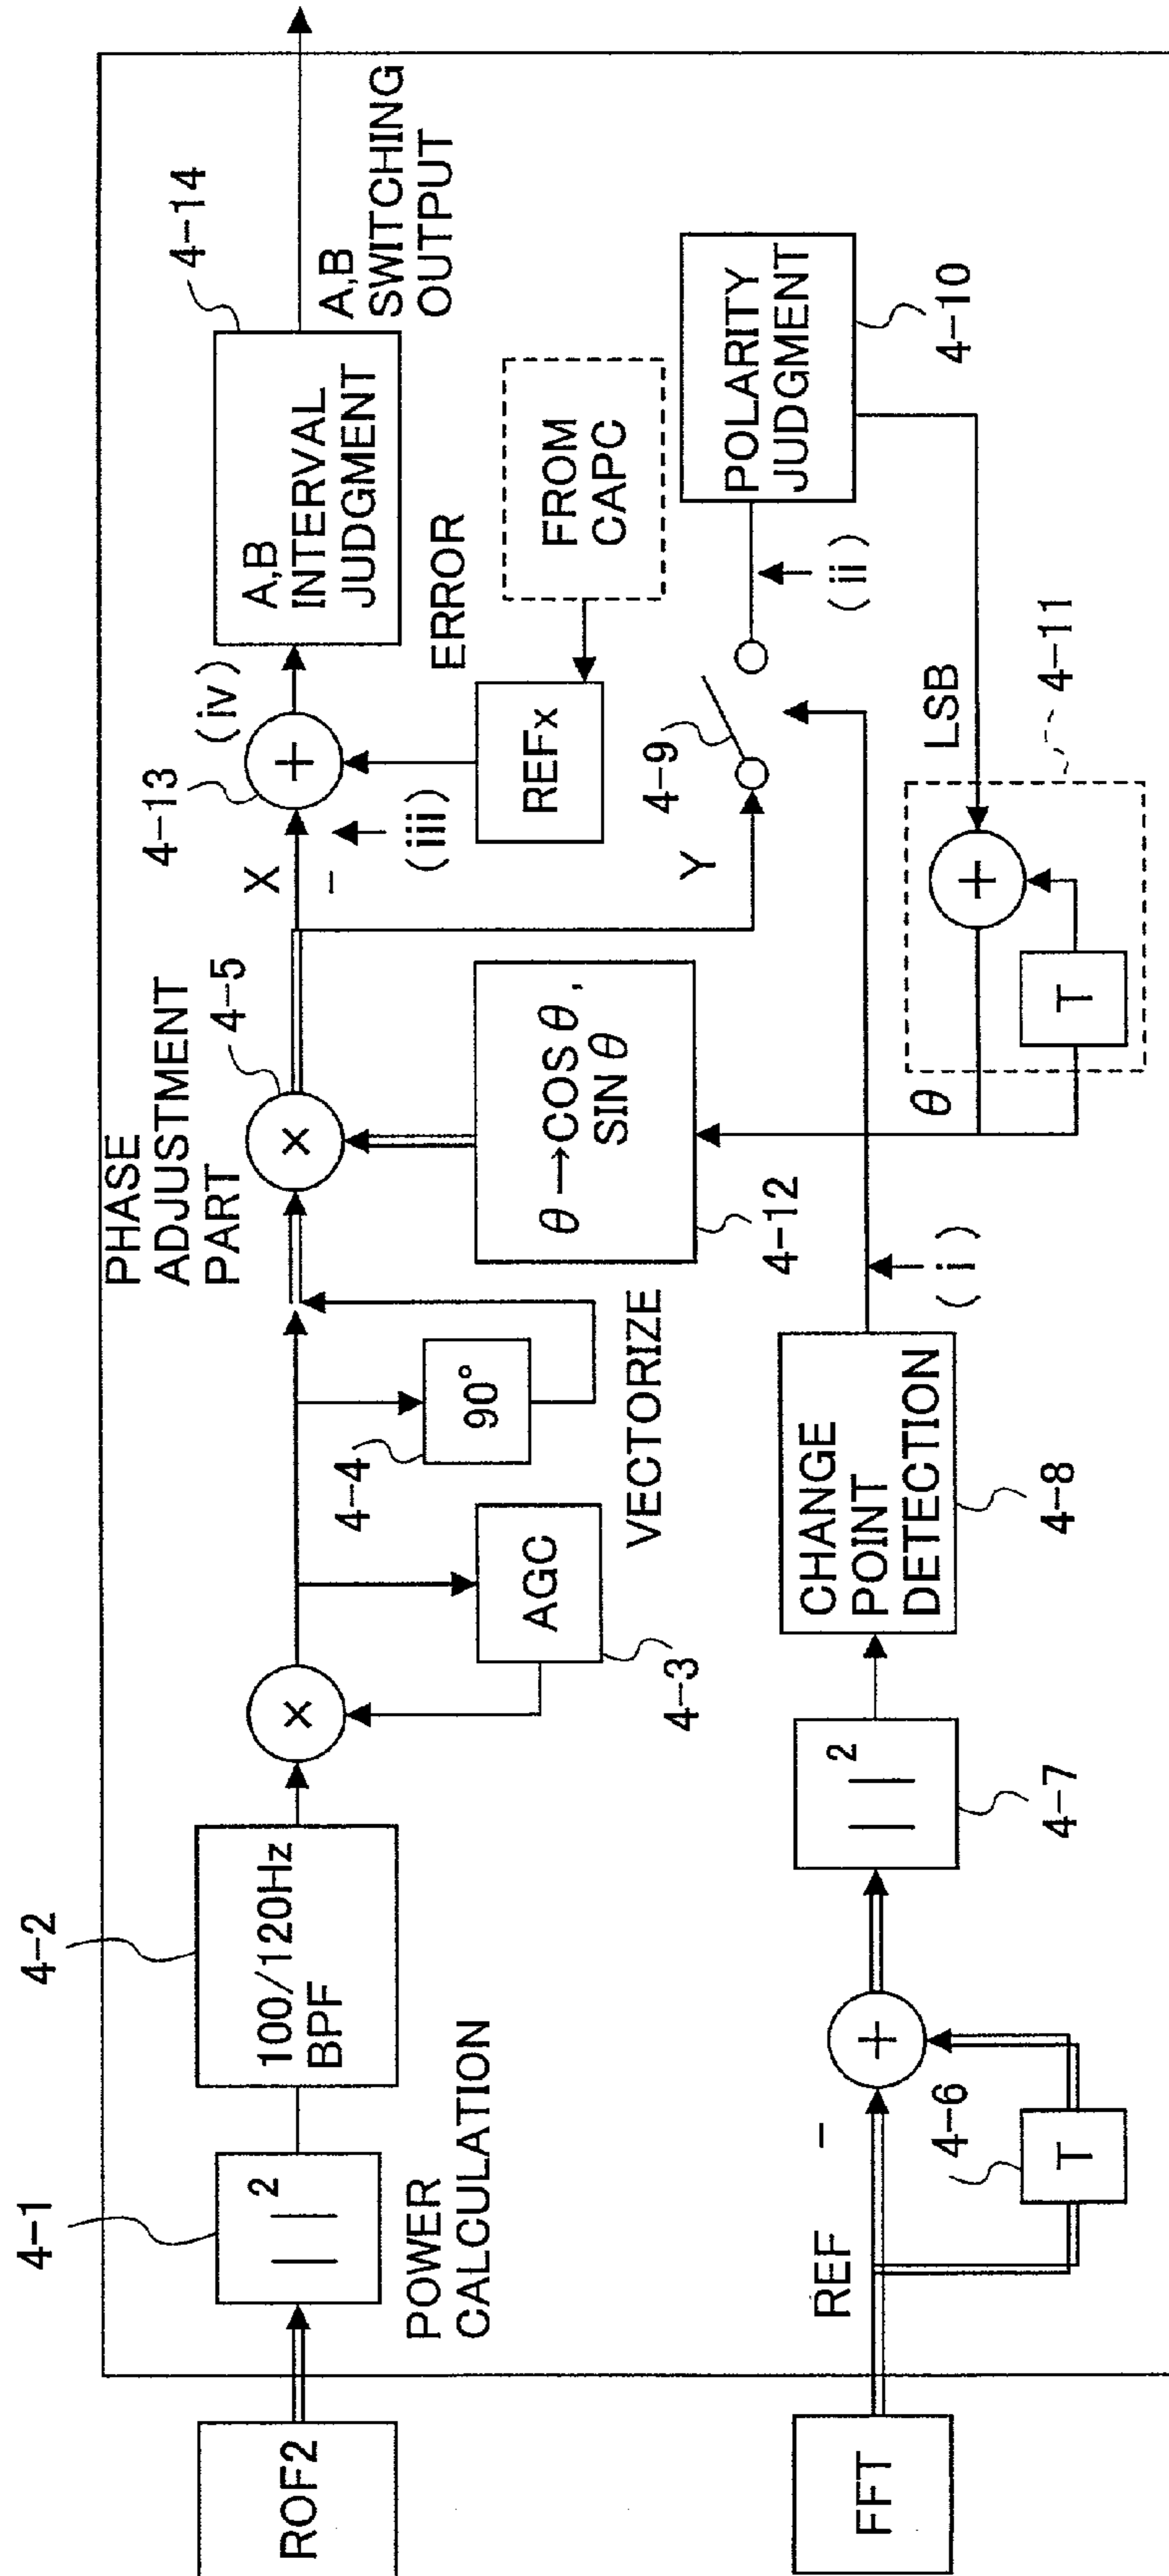 ROF2
4-1
| | 2
POWER
CALCULATION
4-2
100/120Hz
BPF
×
AGC
4-3
4-4
90°
VECTORIZE
PHASE
ADJUSTMENT
PART
4-5
×
θ→COS θ,
SIN θ
4-12
X
−
(iii)
4-13
+
(iv)
REFx
ERROR
FROM
CAPC
A,B
INTERVAL
JUDGMENT
4-14
A,B
SWITCHING
OUTPUT
FFT
REF
−
4-6
T
+
| | 2
4-7
CHANGE
POINT
DETECTION
4-8
(i)
Y
4-9
(ii)
POLARITY
JUDGMENT
4-10
LSB
4-11
+
T
θ